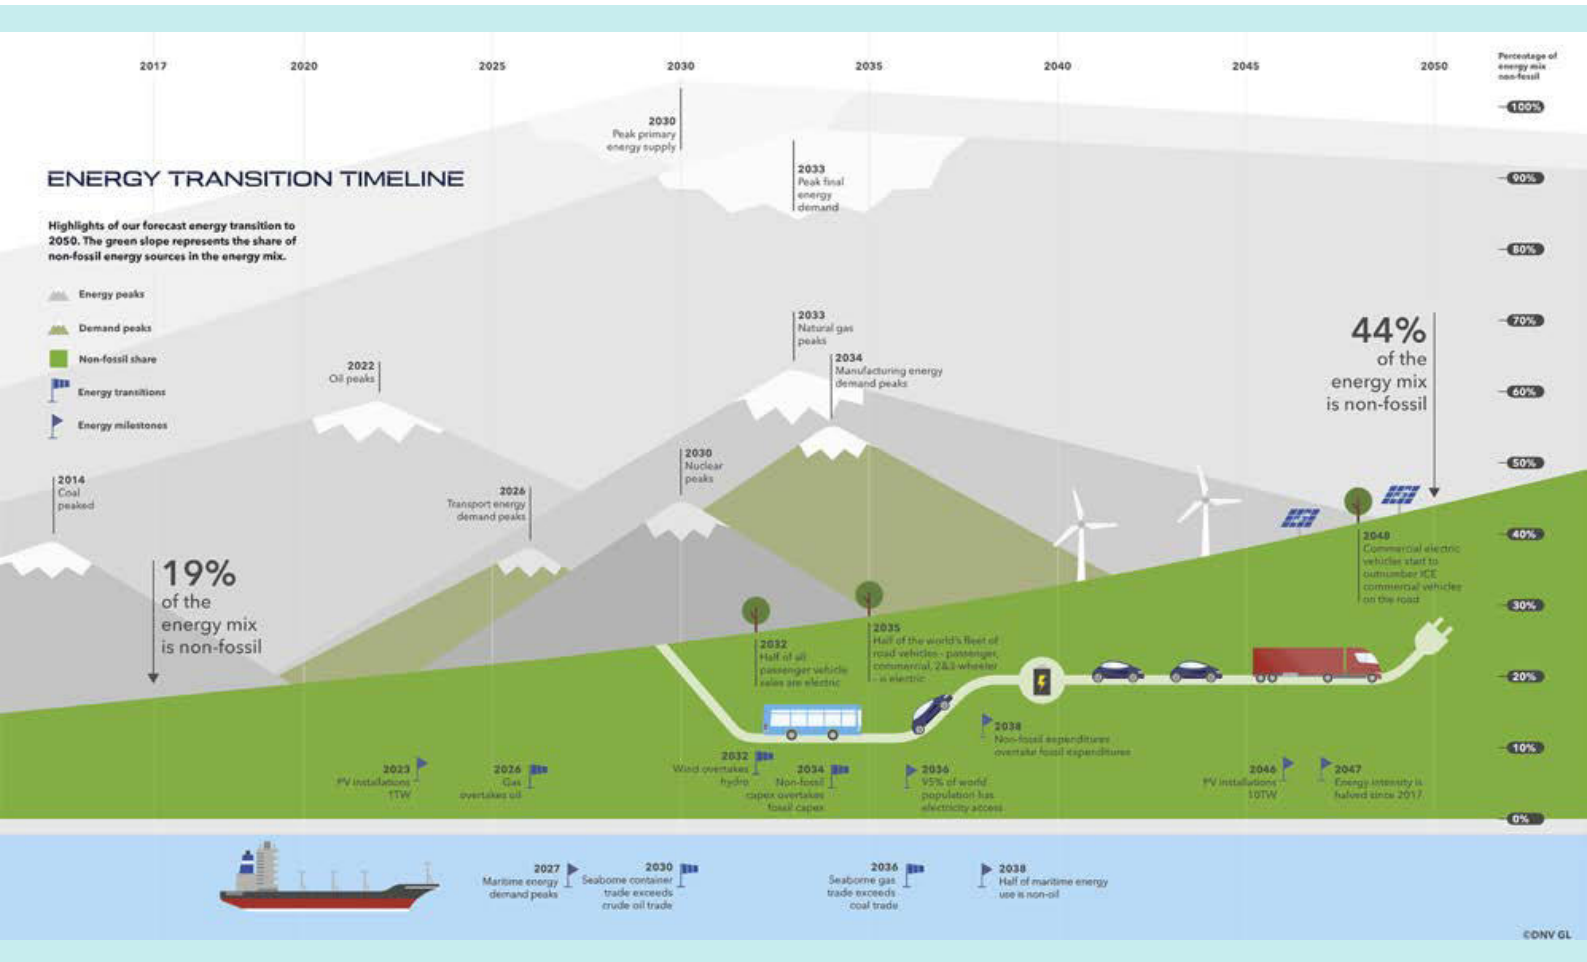 2017
2020
2025
2030
2035
2040
2045
2050
Percentage of
energy mix
non-fossil
100%
90%
80%
70%
60%
50%
40%
30%
20%
10%
0%
ENERGY TRANSITION TIMELINE
Highlights of our forecast energy transition to
2050. The green slope represents the share of
non-fossil energy sources in the energy mix.
Energy peaks
Demand peaks
Non-fossil share
Energy transitions
Energy milestones
2030
Peak primary
energy supply
2033
Peak final
energy
demand
2033
Natural gas
peaks
2034
Manufacturing energy
demand peaks
2022
Oil peaks
2030
Nuclear
peaks
2014
Coal
peaked
2026
Transport energy
demand peaks
19%
of the
energy mix
is non-fossil
44%
of the
energy mix
is non-fossil
2048
Commercial electric
vehicles start to
outnumber ICE
commercial vehicles
on the road
2032
Half of all
passenger vehicle
sales are electric
2035
Half of the world's fleet of
road vehicles - passenger,
commercial, 2&3-wheeler
- is electric
2038
Non-fossil expenditures
overtake fossil expenditures
2023
PV installations
1TW
2026
Gas
overtakes oil
2032
Wind overtakes
hydro
2034
Non-fossil
capex overtakes
fossil capex
2036
95% of world
population has
electricity access
2046
PV installations
10TW
2047
Energy intensity is
halved since 2017
2027
Maritime energy
demand peaks
2030
Seaborne container
trade exceeds
crude oil trade
2036
Seaborne gas
trade exceeds
coal trade
2038
Half of maritime energy
use is non-oil
©DNV GL